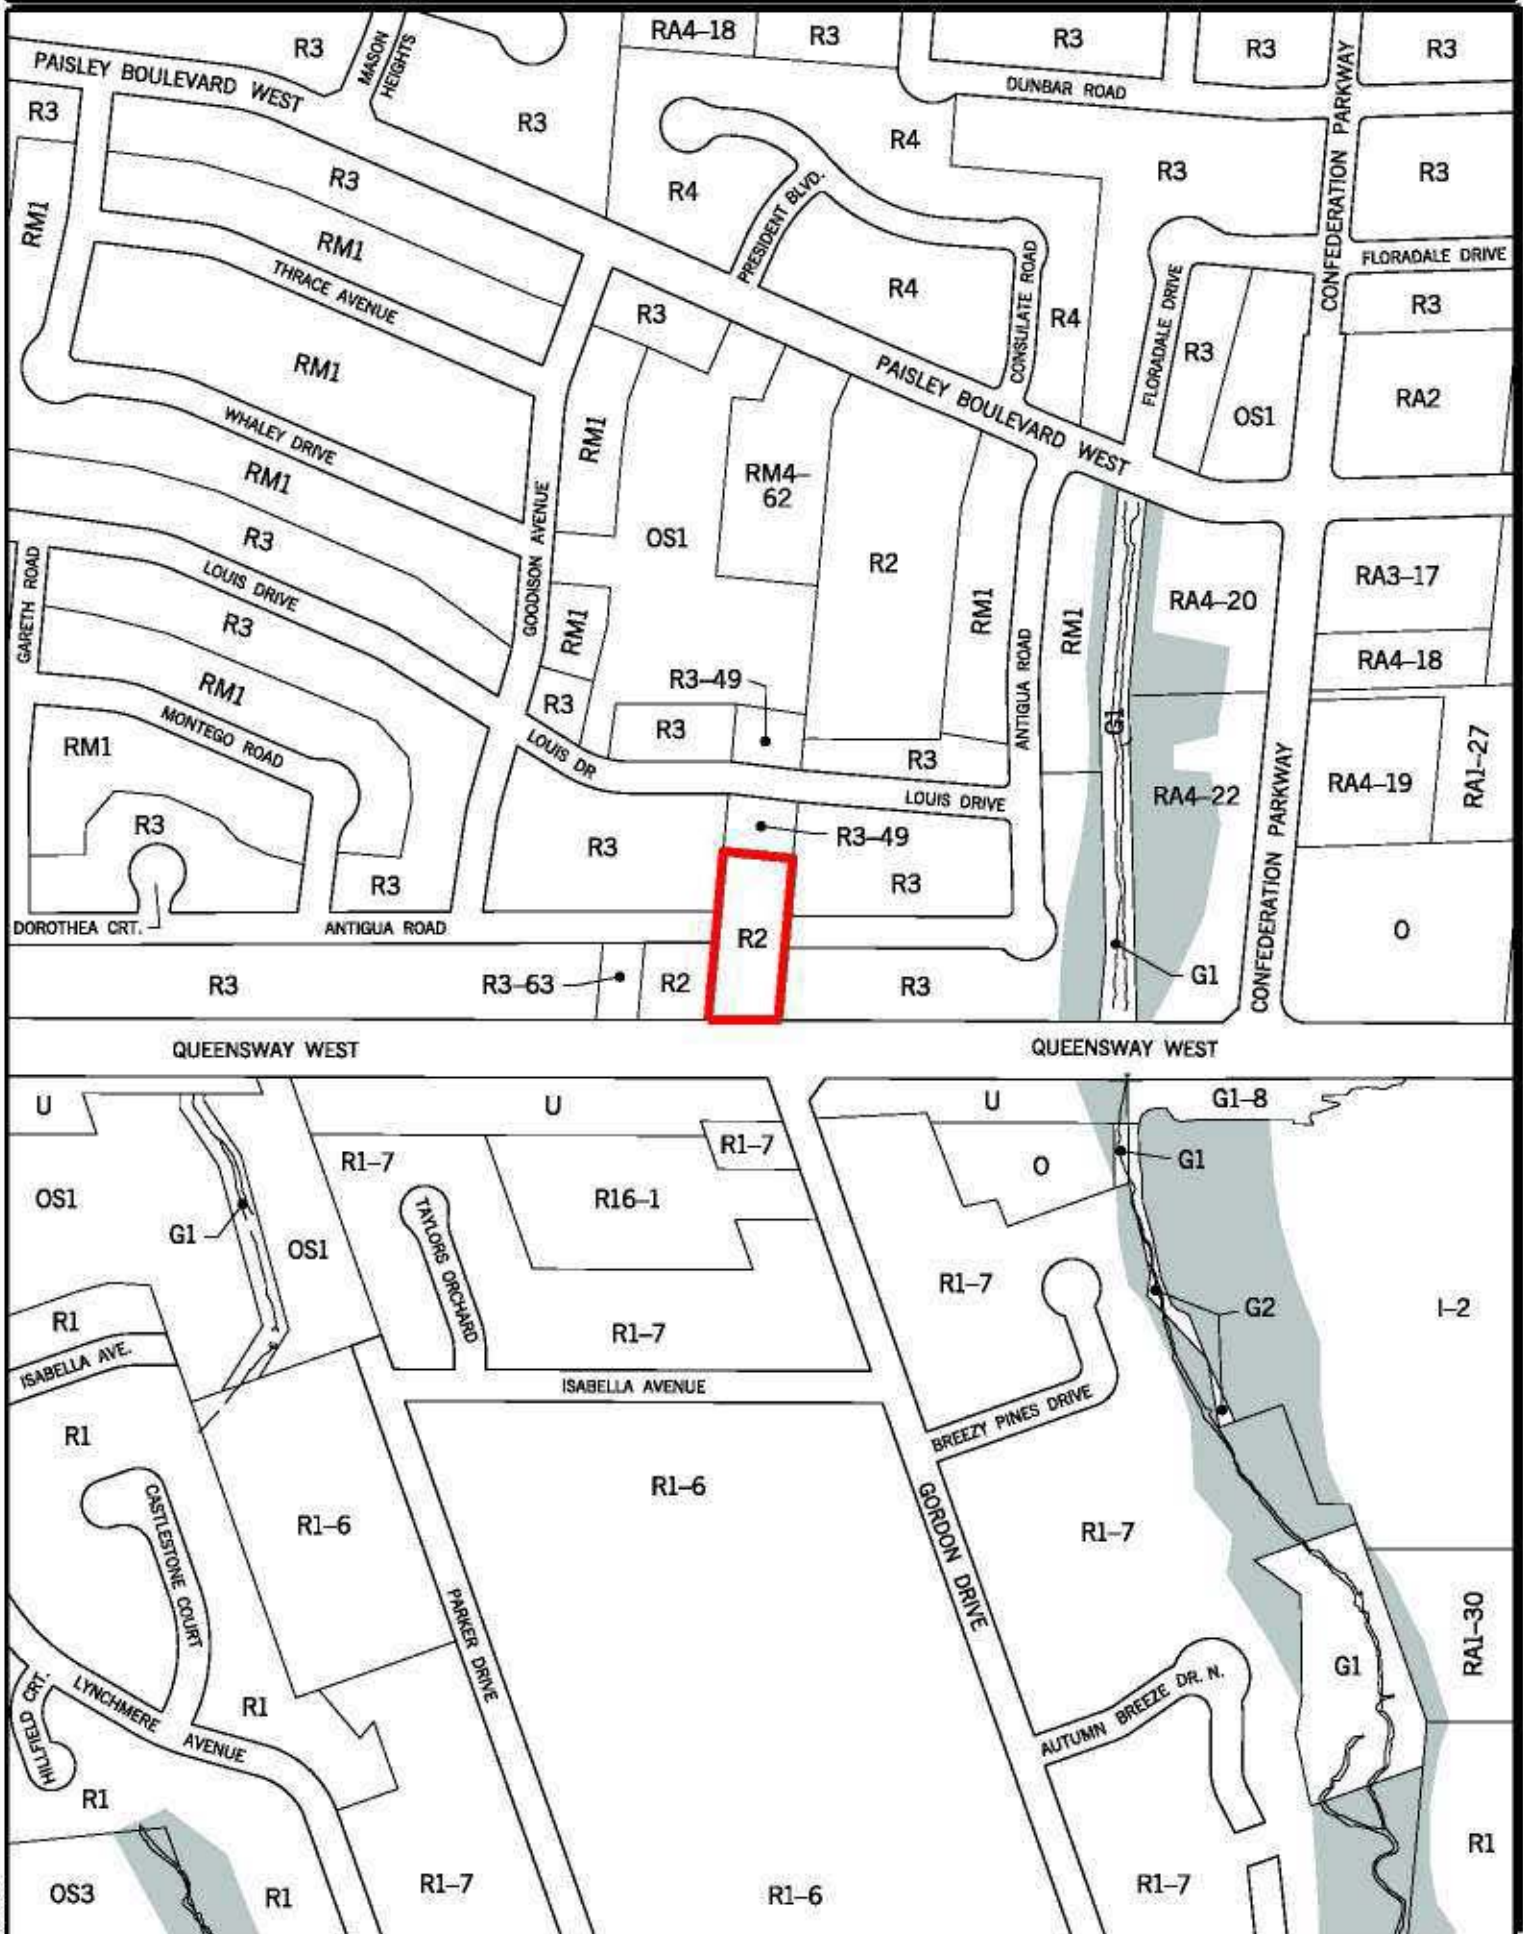 RA4–18
R3
R3
R3
R3
R3
MASON
HEIGHTS
PAISLEY BOULEVARD WEST
DUNBAR ROAD
CONFEDERATION PARKWAY
R3
R3
R4
R3
R3
R3
R4
PRESIDENT BLVD.
RM1
RM1
THRACE AVENUE
R4
CONSULATE ROAD
R4
FLORADALE DRIVE
FLORADALE DRIVE
R3
R3
R3
RM1
PAISLEY BOULEVARD WEST
RA2
OS1
WHALEY DRIVE
RM1
RM1
RM4–
62
GOODISON AVENUE
R3
OS1
R2
LOUIS DRIVE
GARETH ROAD
R3
RM1
RM1
ANTIGUA ROAD
RM1
RA4–20
RA3–17
RA4–18
RM1
R3–49
R3
R3
MONTEGO ROAD
RM1
LOUIS DR
R3
G1
LOUIS DRIVE
RA4–22
CONFEDERATION PARKWAY
RA4–19
RA1–27
R3
R3
R3–49
R3
R3
DOROTHEA CRT.
ANTIGUA ROAD
R2
O
R3
R3–63
R2
R3
G1
QUEENSWAY WEST
QUEENSWAY WEST
U
U
U
G1–8
R1–7
R1–7
O
G1
OS1
G1
OS1
TAYLORS ORCHARD
R16–1
R1–7
G2
I–2
R1
R1–7
ISABELLA AVE.
ISABELLA AVENUE
BREEZY PINES DRIVE
R1
CASTLESTONE COURT
R1–6
R1–6
GORDON DRIVE
R1–7
PARKER DRIVE
RA1–30
G1
HILLFIELD CRT.
LYNCHMERE
AVENUE
R1
AUTUMN BREEZE DR. N.
R1
R1
OS3
R1
R1–7
R1–6
R1–7